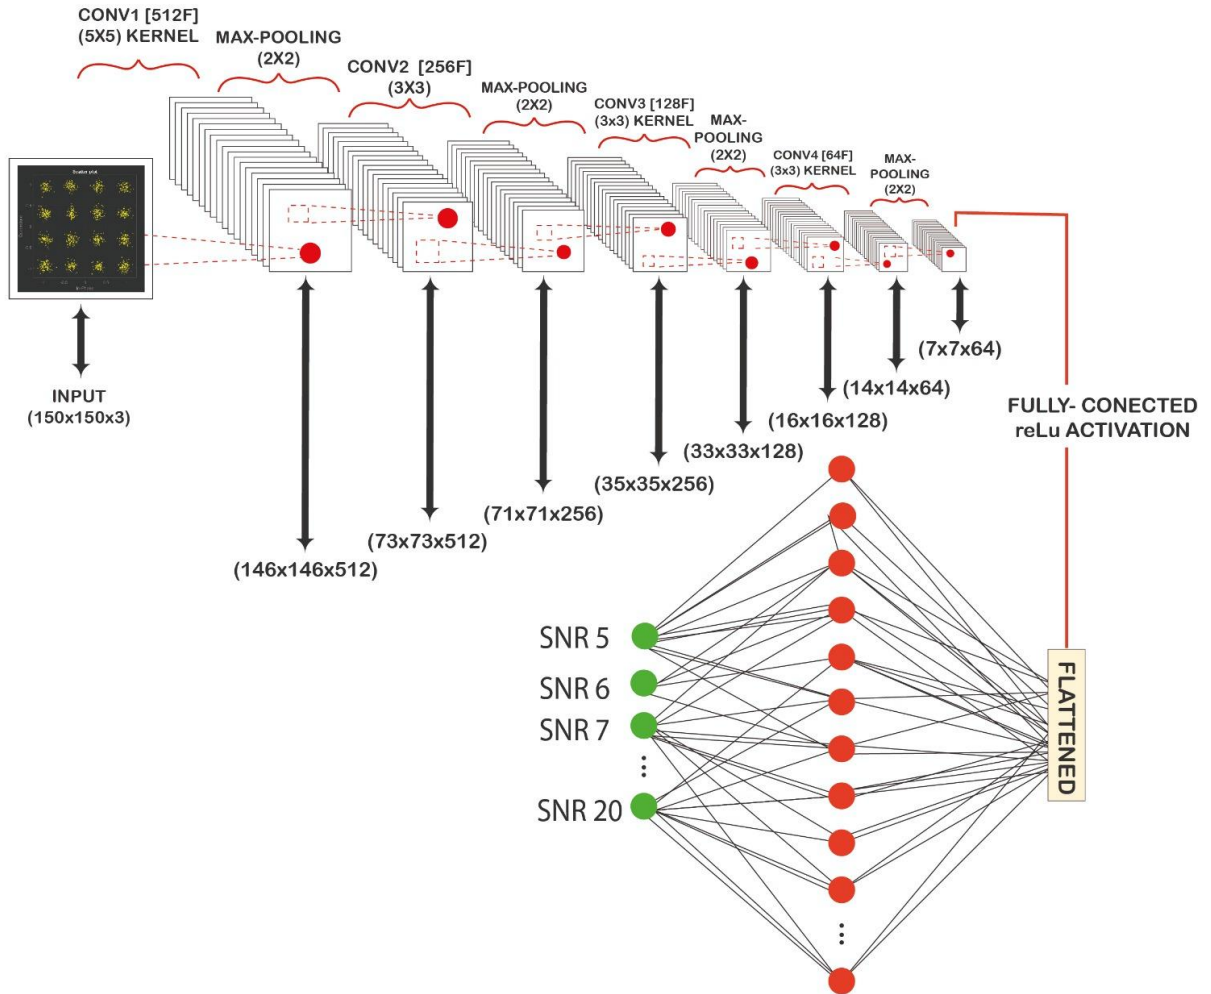 CONV1 [512F]
(5X5) KERNEL
MAX-POOLING
(2X2)
CONV2 [256F]
(3X3)
MAX-POOLING
(2X2)
CONV3 [128F]
(3x3) KERNEL
MAX-
POOLING
(2X2)
CONV4 [64F]
(3x3) KERNEL
MAX-
POOLING
(2X2)
Scatter plot
INPUT
(150x150x3)
(146x146x512)
(73x73x512)
(71x71x256)
(35x35x256)
(33x33x128)
(16x16x128)
(14x14x64)
(7x7x64)
FULLY- CONECTED
reLu ACTIVATION
SNR 5
SNR 6
SNR 7
...
SNR 20
...
FLATTENED